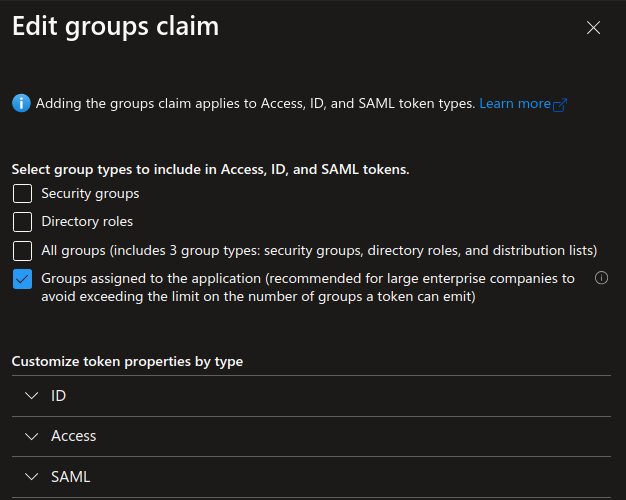 Edit groups claim
Adding the groups claim applies to Access, ID, and SAML token types. Learn more
Select group types to include in Access, ID, and SAML tokens.
Security groups
Directory roles
All groups (includes 3 group types: security groups, directory roles, and distribution lists)
Groups assigned to the application (recommended for large enterprise companies to
avoid exceeding the limit on the number of groups a token can emit)
Customize token properties by type
ID
Access
SAML